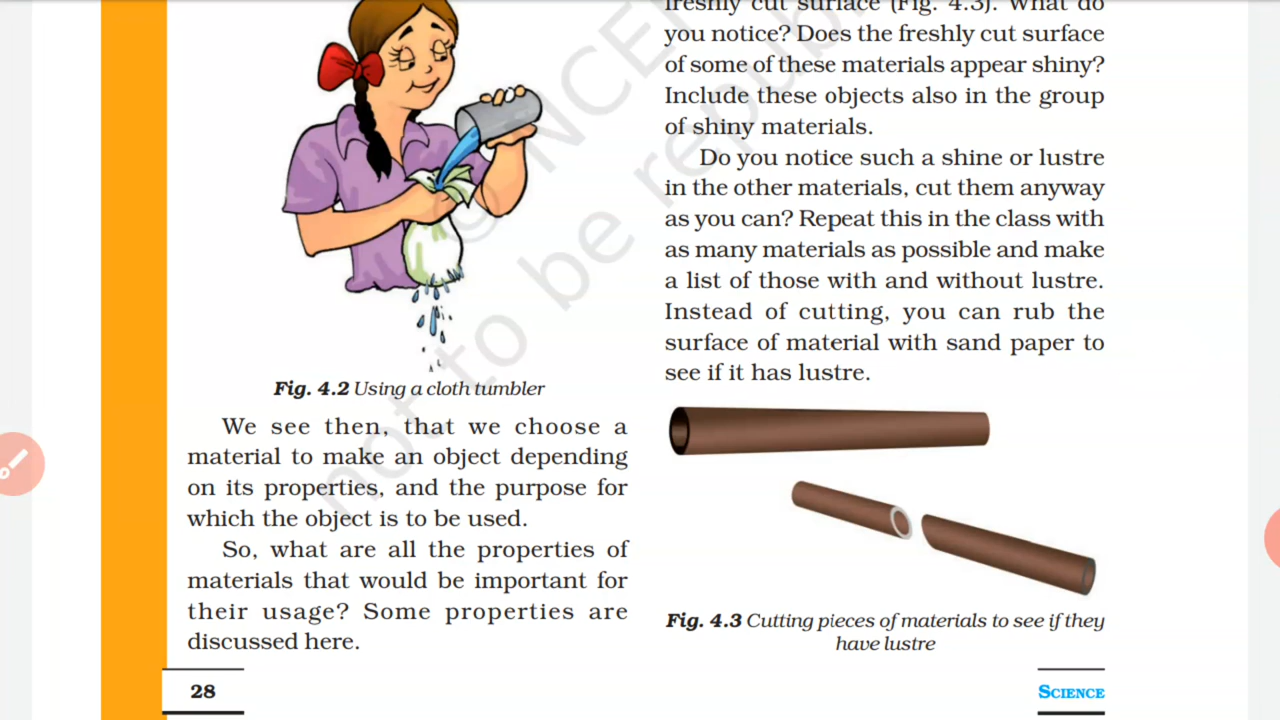 Fig. 4.2 Using a cloth tumbler
We see then, that we choose a
material to make an object depending
on its properties, and the purpose for
which the object is to be used.
So, what are all the properties of
materials that would be important for
their usage? Some properties are
discussed here.
freshly cut surface (Fig. 4.3). What do
you notice? Does the freshly cut surface
of some of these materials appear shiny?
Include these objects also in the group
of shiny materials.
Do you notice such a shine or lustre
in the other materials, cut them anyway
as you can? Repeat this in the class with
as many materials as possible and make
a list of those with and without lustre.
Instead of cutting, you can rub the
surface of material with sand paper to
see if it has lustre.
Fig. 4.3 Cutting pieces of materials to see if they
have lustre
28
SCIENCE
not to be republ